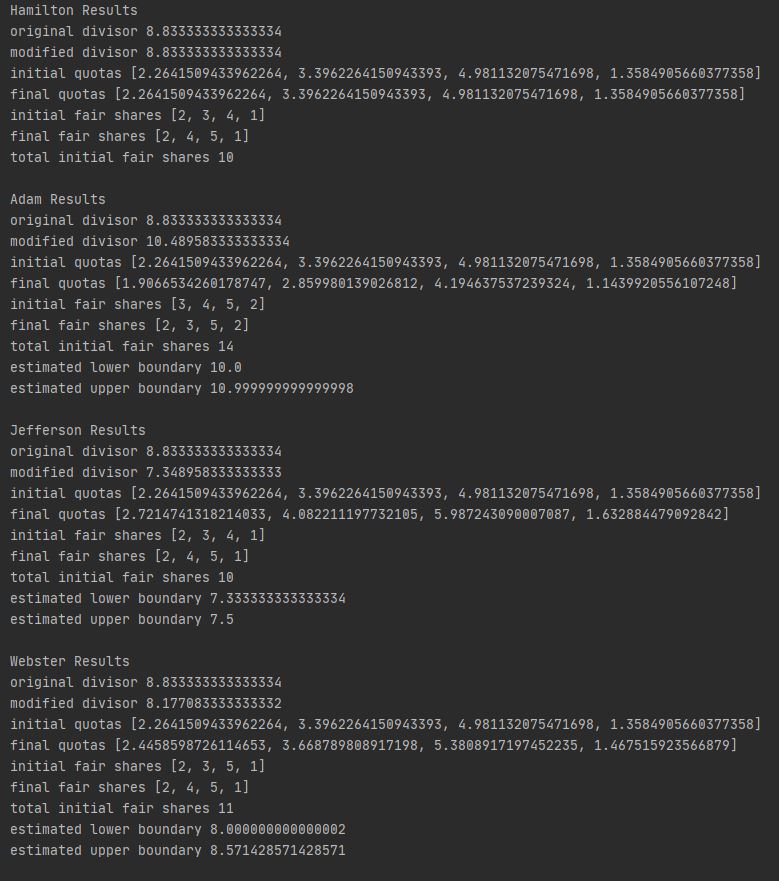 Hamilton Results
original divisor 8.833333333333334
modified divisor 8.833333333333334
initial quotas [2.2641509433962264, 3.3962264150943393, 4.981132075471698, 1.3584905660377358]
final quotas [2.2641509433962264, 3.3962264150943393, 4.981132075471698, 1.3584905660377358]
initial fair shares [2, 3, 4, 1]
final fair shares [2, 4, 5, 1]
total initial fair shares 10
Adam Results
original divisor 8.833333333333334
modified divisor 10.489583333333334
initial quotas [2.2641509433962264, 3.3962264150943393, 4.981132075471698, 1.3584905660377358]
final quotas [1.9066534260178747, 2.859980139026812, 4.194637537239324, 1.1439920556107248]
initial fair shares [3, 4, 5, 2]
final fair shares [2, 3, 5, 2]
total initial fair shares 14
estimated lower boundary 10.0
estimated upper boundary 10.999999999999998
Jefferson Results
original divisor 8.833333333333334
modified divisor 7.348958333333333
initial quotas [2.2641509433962264, 3.3962264150943393, 4.981132075471698, 1.3584905660377358]
final quotas [2.7214741318214033, 4.082211197732105, 5.987243090007087, 1.632884479092842]
initial fair shares [2, 3, 4, 1]
final fair shares [2, 4, 5, 1]
total initial fair shares 10
estimated lower boundary 7.333333333333334
estimated upper boundary 7.5
Webster Results
original divisor 8.833333333333334
modified divisor 8.177083333333332
initial quotas [2.2641509433962264, 3.3962264150943393, 4.981132075471698, 1.3584905660377358]
final quotas [2.4458598726114653, 3.668789808917198, 5.3808917197452235, 1.467515923566879]
initial fair shares [2, 3, 5, 1]
final fair shares [2, 4, 5, 1]
total initial fair shares 11
estimated lower boundary 8.000000000000002
estimated upper boundary 8.571428571428571